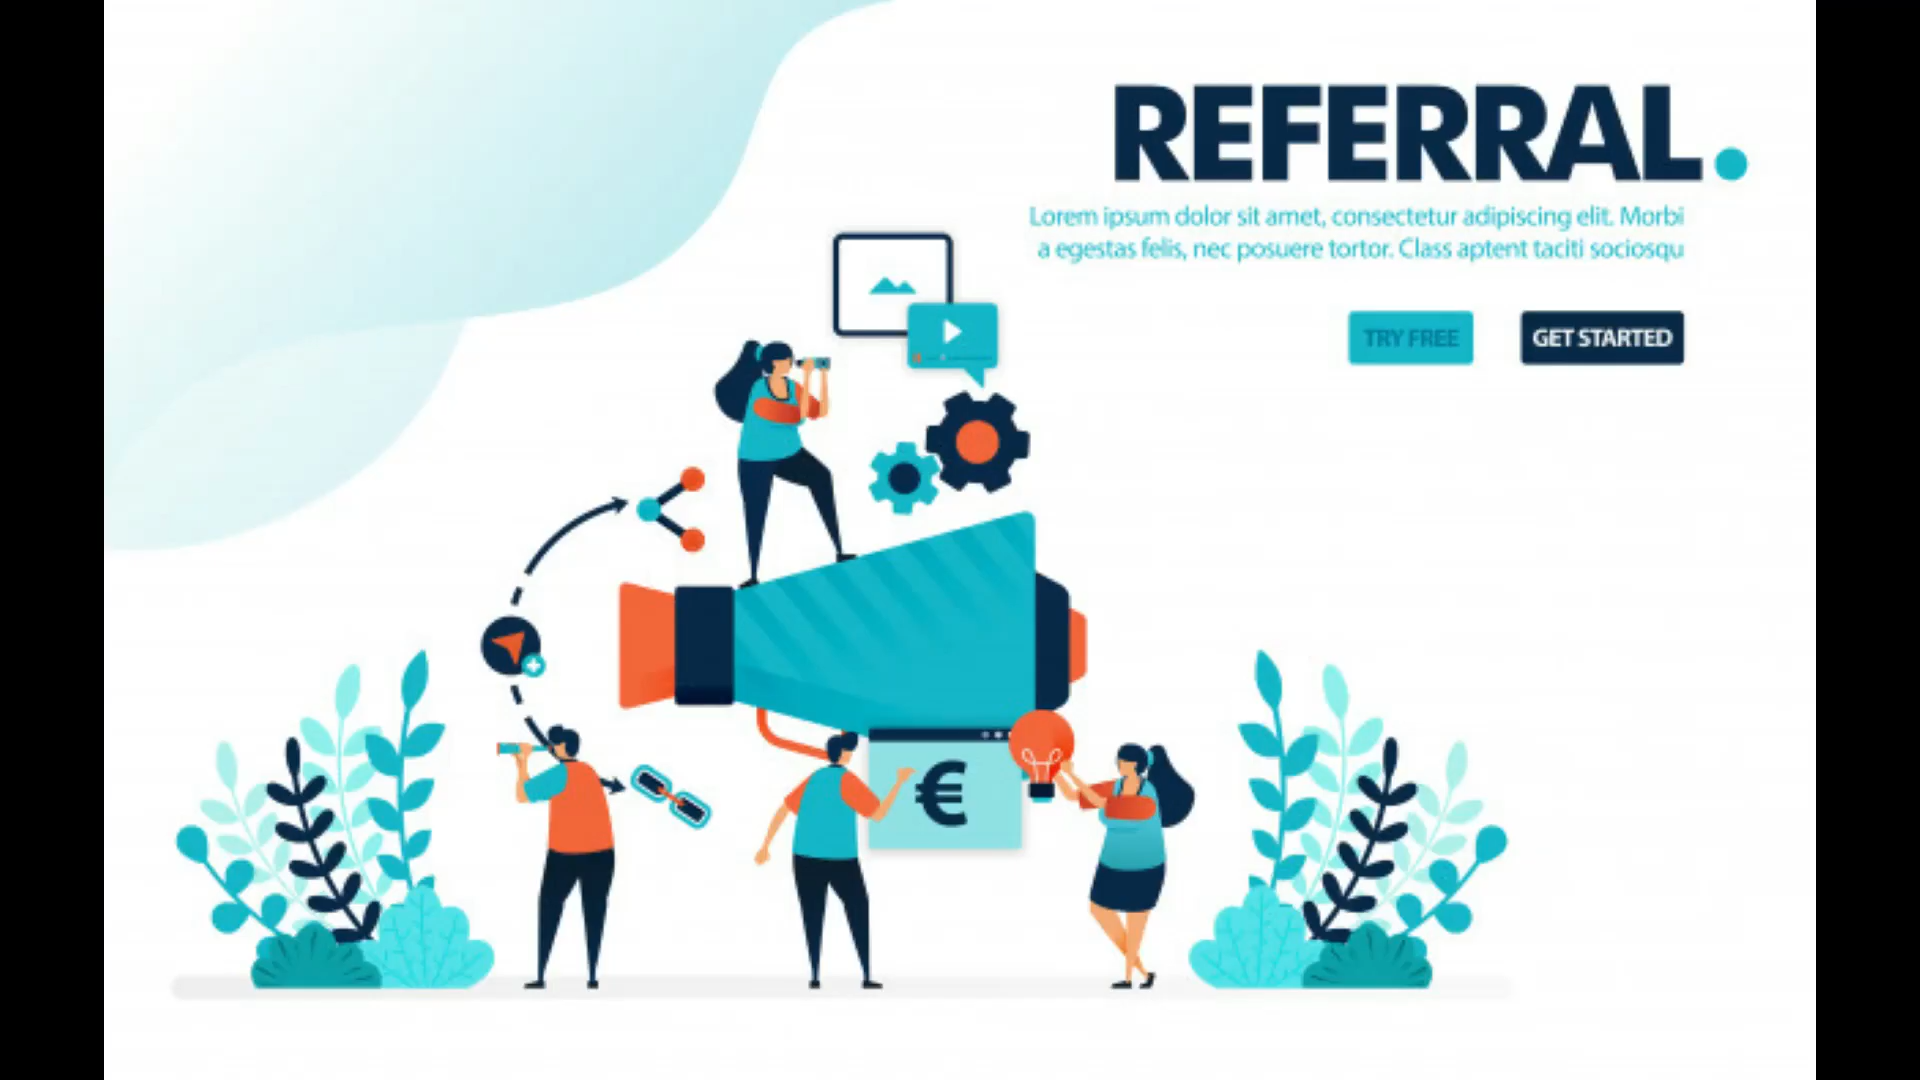 REFERRAL.
Lorem ipsum dolor sit amet, consectetur adipiscing elit. Morbi
a egestas felis, nec posuere tortor. Class aptent taciti sociosqu
TRY FREE
GET STARTED
€